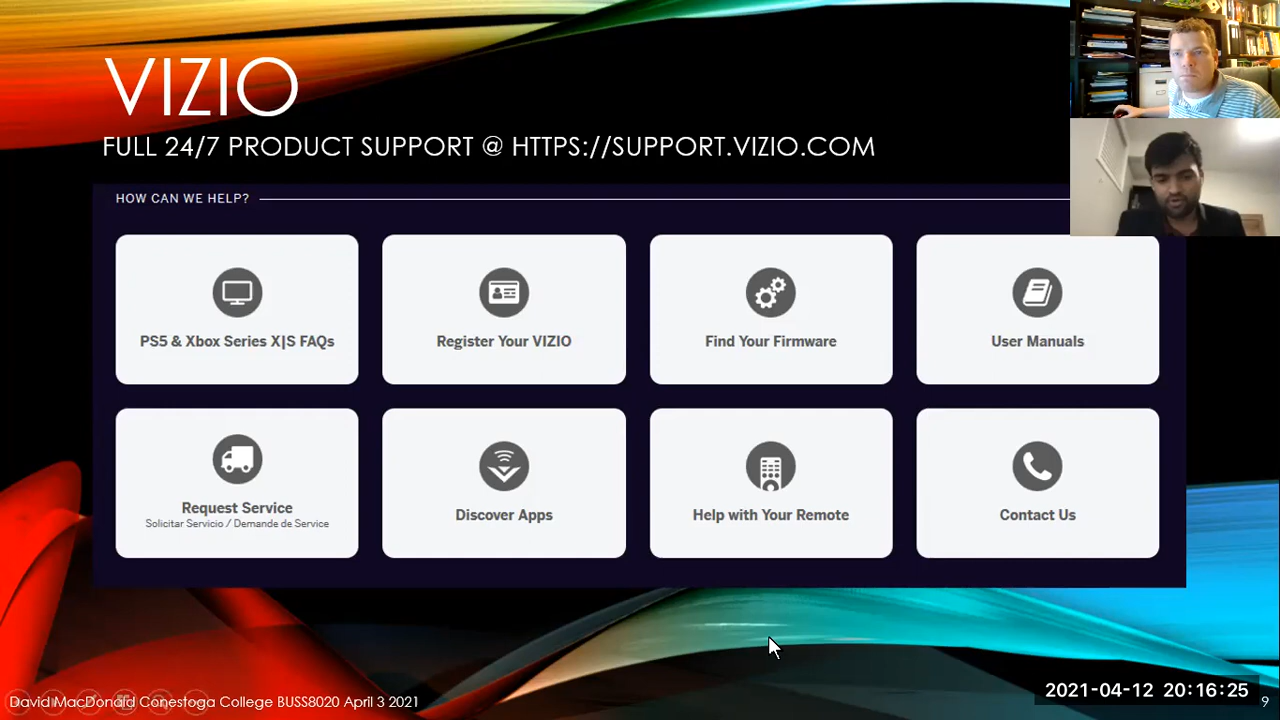 VIZIO
FULL 24/7 PRODUCT SUPPORT @ HTTPS://SUPPORT.VIZIO.COM
HOW CAN WE HELP?
PS5 & Xbox Series X|S FAQs
Register Your VIZIO
Find Your Firmware
User Manuals
Request Service
Solicitar Servicio / Demande de Service
Discover Apps
Help with Your Remote
Contact Us
David MacDonald Conestoga College BUSS8020 April 3 2021
2021-04-12 20:16:25
9